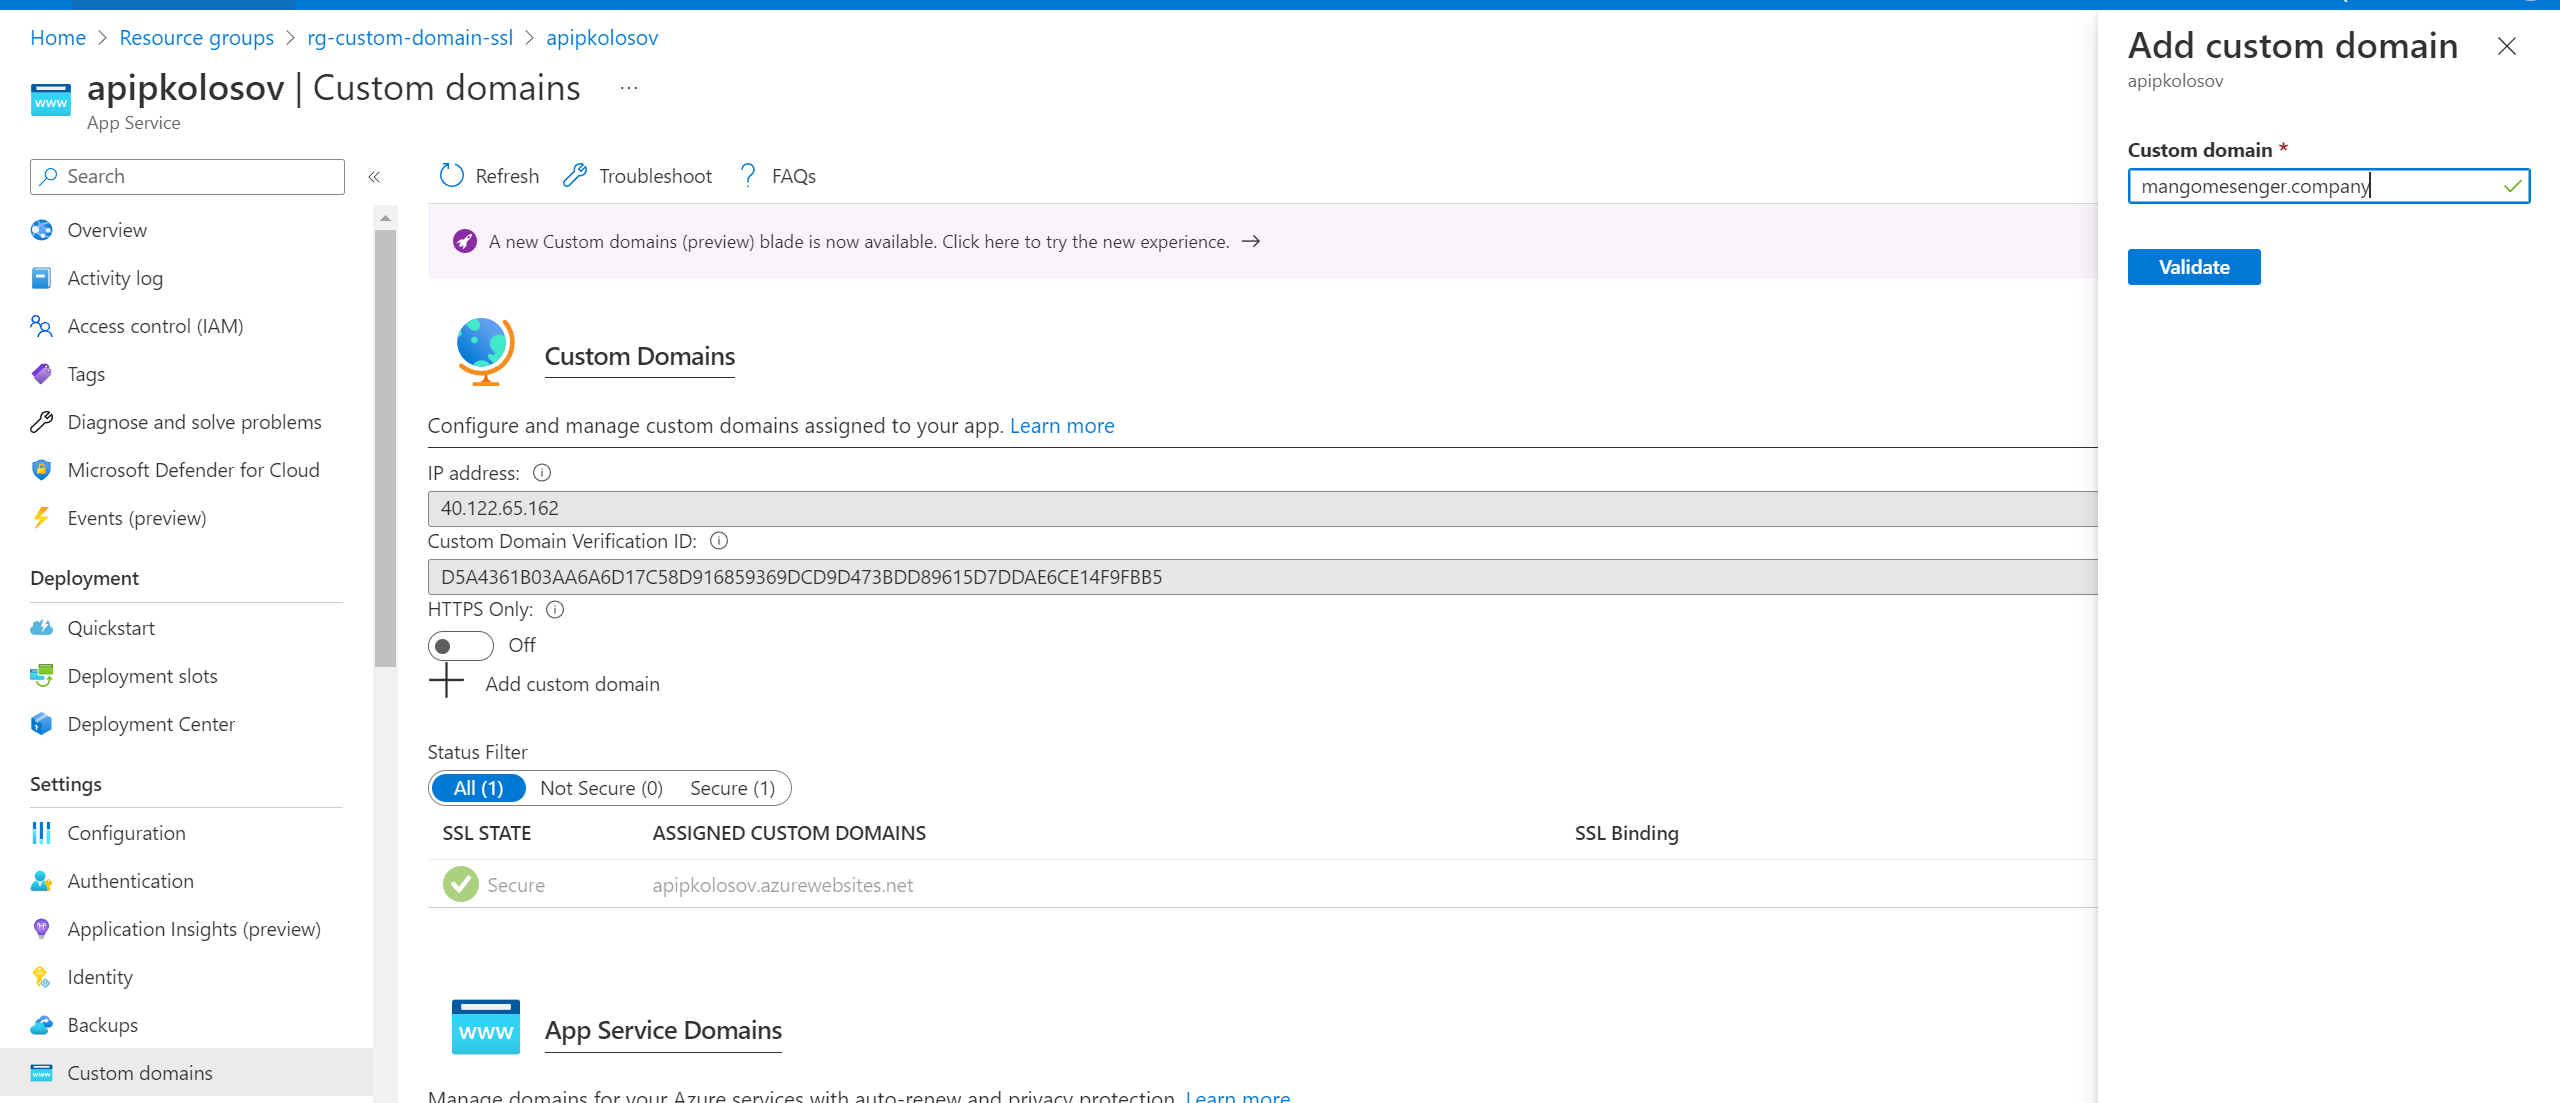 Home > Resource groups > rg-custom-domain-ssl > apipkolosov
www
apipkolosov | Custom domains ...
App Service
Search «
Overview
Activity log
Access control (IAM)
Tags
Diagnose and solve problems
Microsoft Defender for Cloud
Events (preview)
Deployment
Quickstart
Deployment slots
Deployment Center
Settings
Configuration
Authentication
Application Insights (preview)
Identity
Backups
www
Custom domains
Refresh Troubleshoot ? FAQs
A new Custom domains (preview) blade is now available. Click here to try the new experience. →
Custom Domains
Configure and manage custom domains assigned to your app. Learn more
IP address:
40.122.65.162
Custom Domain Verification ID:
D5A4361B03AA6A6D17C58D916859369DCD9D473BDD89615D7DDAE6CE14F9FBB5
HTTPS Only:
Off
Add custom domain
Status Filter
All (1) Not Secure (0) Secure (1)
SSL STATE ASSIGNED CUSTOM DOMAINS SSL Binding
Secure apipkolosov.azurewebsites.net
www
App Service Domains
Manage domains for your Azure services with auto-renew and privacy protection. Learn more
Add custom domain
apipkolosov
Custom domain *
mangomesenger.company
Validate